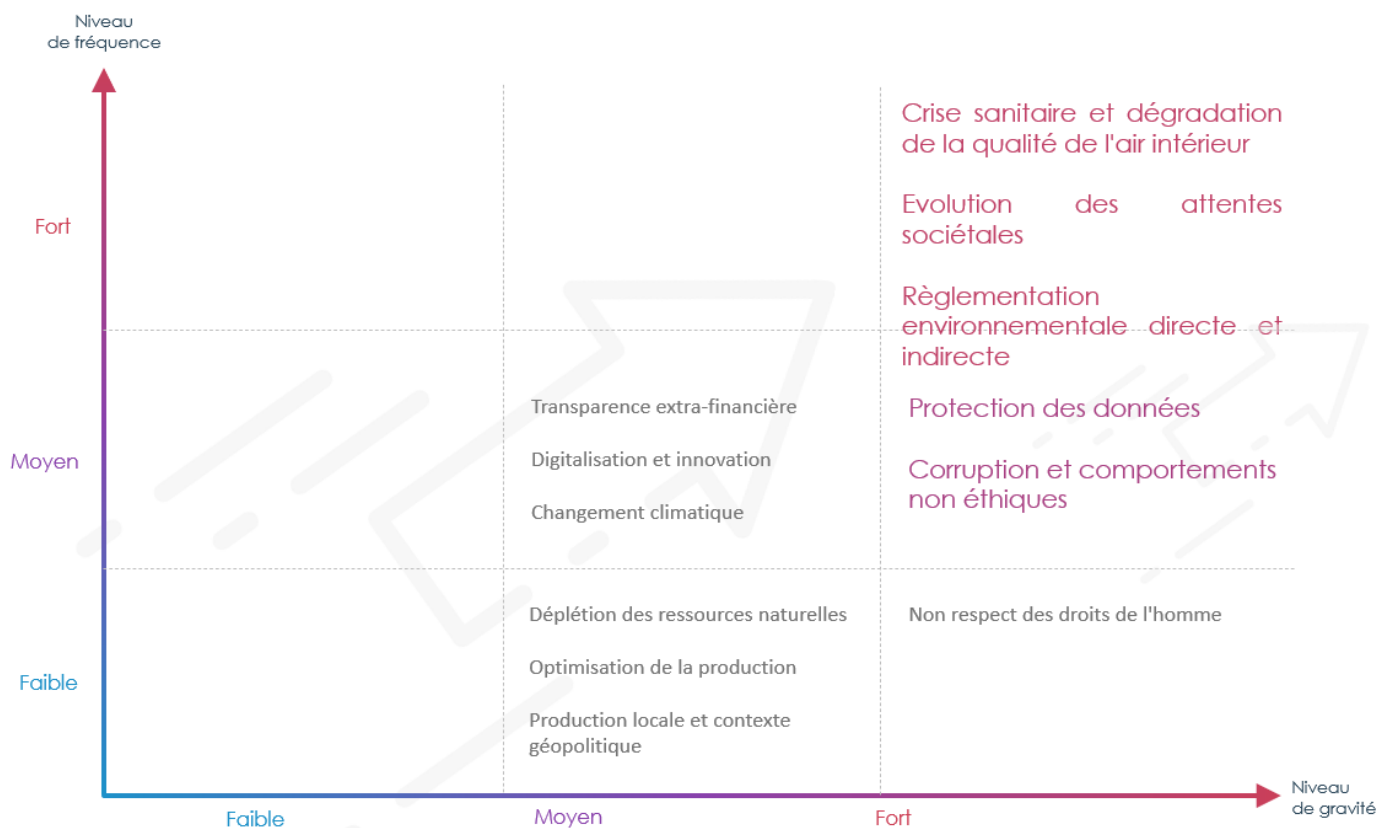 Niveau
de fréquence
Crise sanitaire et dégradation
de la qualité de l'air intérieur
Evolution des attentes
sociétales
Fort
Règlementation
environnementale directe et
indirecte
Transparence extra-financière
Protection des données
Moyen
Digitalisation et innovation
Corruption et comportements
non éthiques
Changement climatique
Déplétion des ressources naturelles
Non respect des droits de l'homme
Optimisation de la production
Faible
Production locale et contexte
géopolitique
Niveau
de gravité
Faible
Moyen
Fort